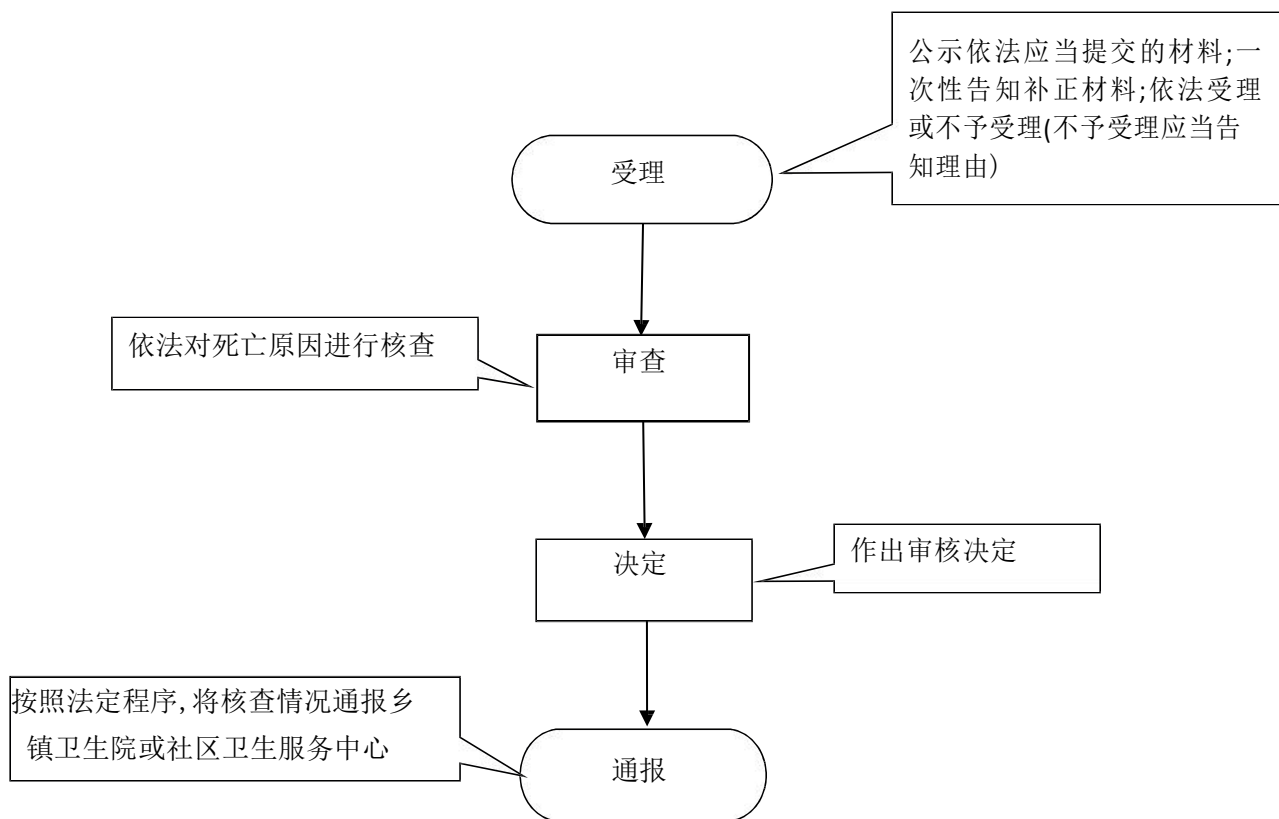 公示依法应当提交的材料;一
次性告知补正材料;依法受理
或不予受理(不予受理应当告
知理由）
受理
依法对死亡原因进行核查
审查
决定
作出审核决定
按照法定程序,将核查情况通报乡
镇卫生院或社区卫生服务中心
通报